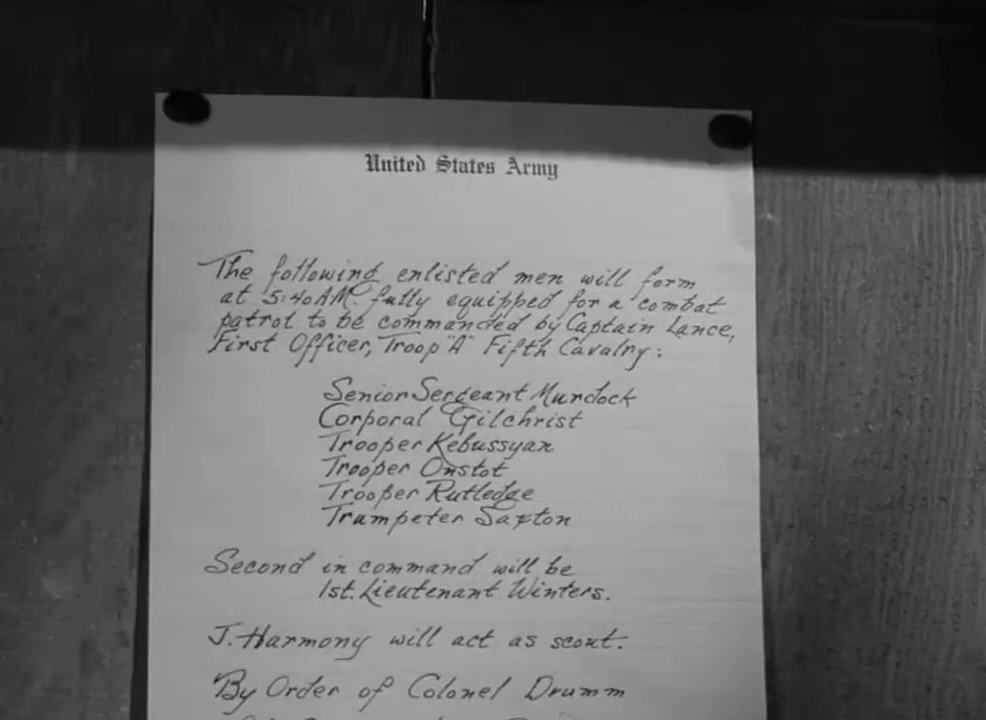 United States Army
The following enlisted men will form
at 5:40 AM. fully equipped for a combat
patrol to be commanded by Captain Lance,
First Officer, Troop "A" Fifth Cavalry:
Senior Sergeant Murdock
Corporal Gilchrist
Trooper Kebussyan
Trooper Onstot
Trooper Rutledge
Trumpeter Saxton
Second in command will be
1st. Lieutenant Winters.
J. Harmony will act as scout.
By Order of Colonel Drumm